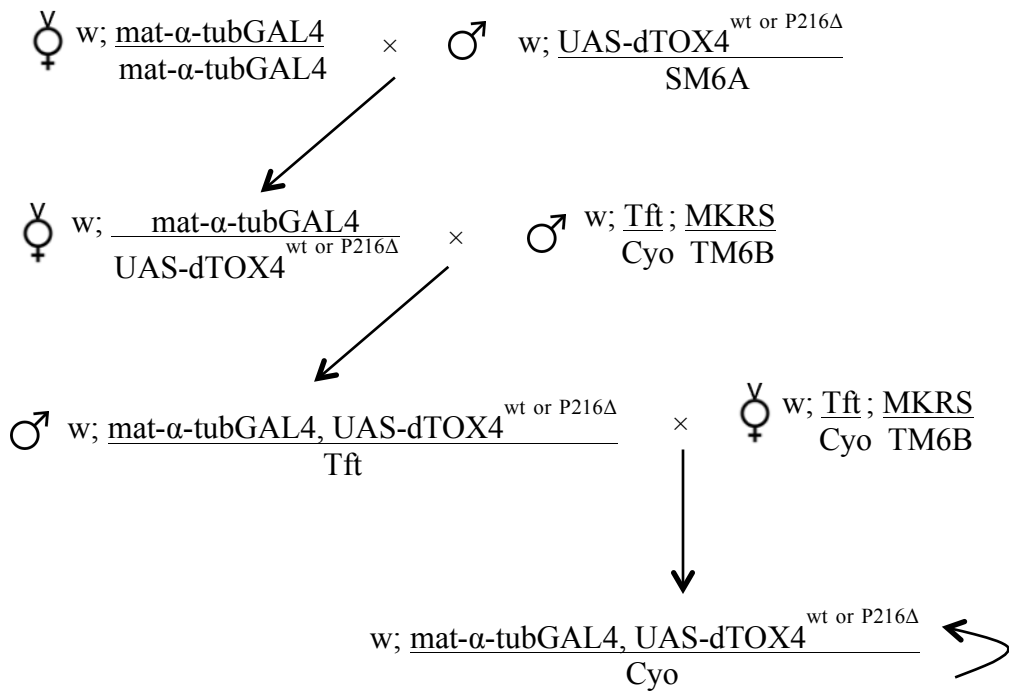 w; mat-α-tubGAL4 × w; UAS-dTOX4^wt or P216Δ
mat-α-tubGAL4 SM6A
w; mat-α-tubGAL4 × w; Tft ; MKRS
UAS-dTOX4^wt or P216Δ Cyo TM6B
w; mat-α-tubGAL4, UAS-dTOX4^wt or P216Δ × w; Tft ; MKRS
Tft Cyo TM6B
w; mat-α-tubGAL4, UAS-dTOX4^wt or P216Δ
Cyo